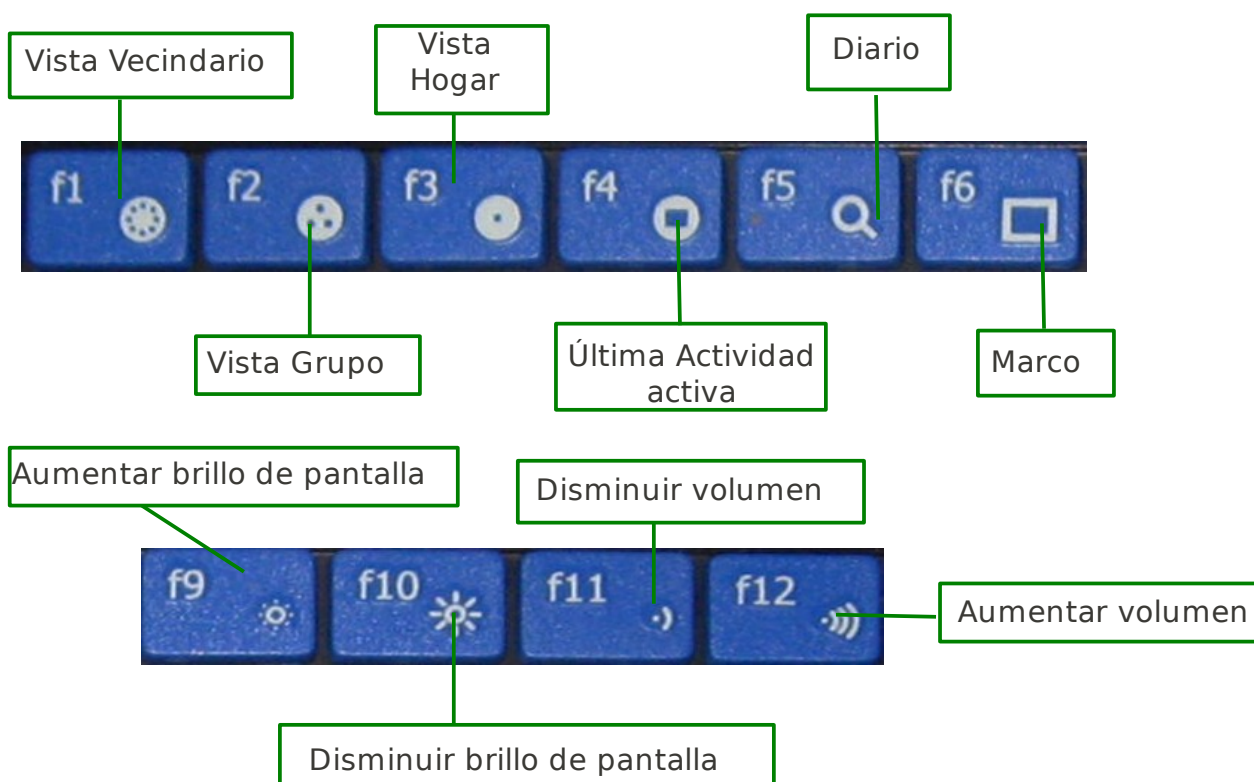 Vista Vecindario
Vista
Hogar
Diario
f1
f2
f3
f4
f5
f6
Vista Grupo
Última Actividad
activa
Marco
Aumentar brillo de pantalla
Disminuir volumen
f9
f10
f11
f12
Aumentar volumen
Disminuir brillo de pantalla